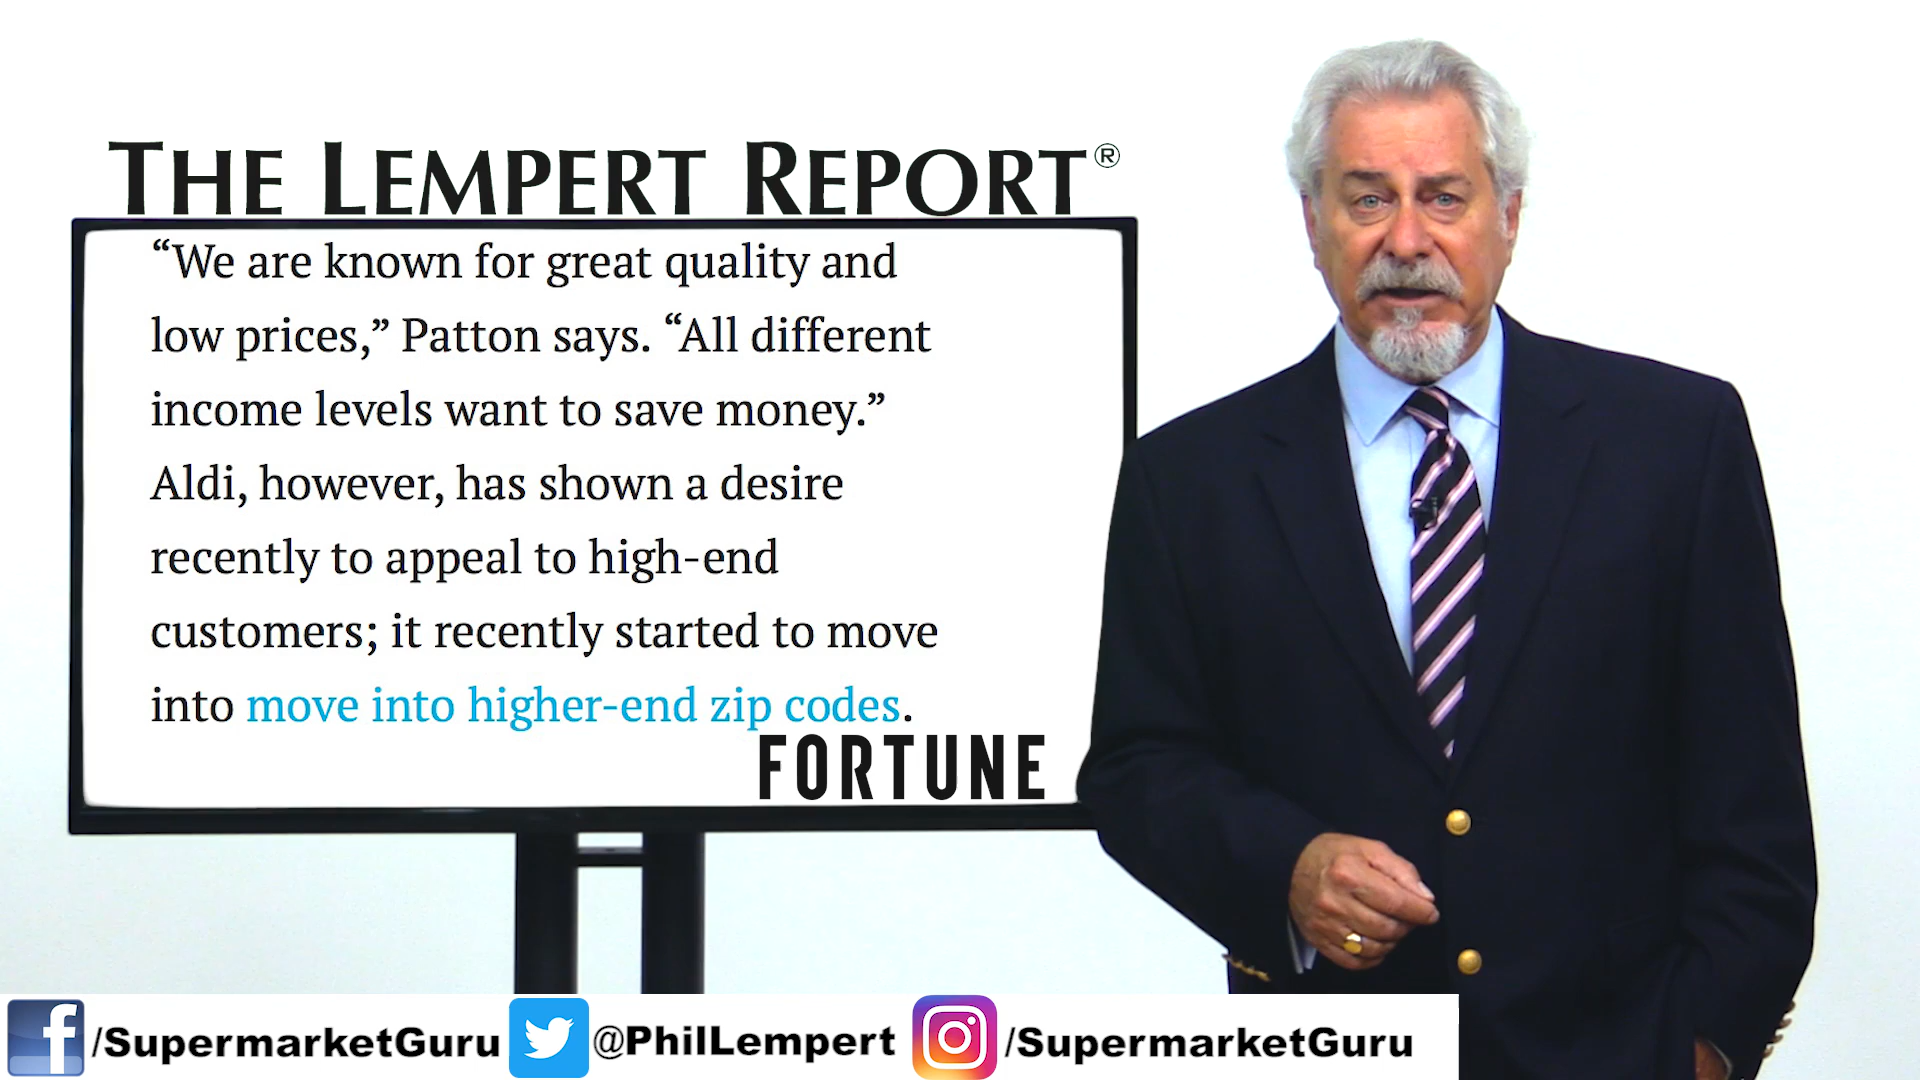 THE LEMPERT REPORT®
“We are known for great quality and
low prices,” Patton says. “All different
income levels want to save money.”
Aldi, however, has shown a desire
recently to appeal to high-end
customers; it recently started to move
into move into higher-end zip codes.
FORTUNE
/SupermarketGuru @PhilLempert /SupermarketGuru